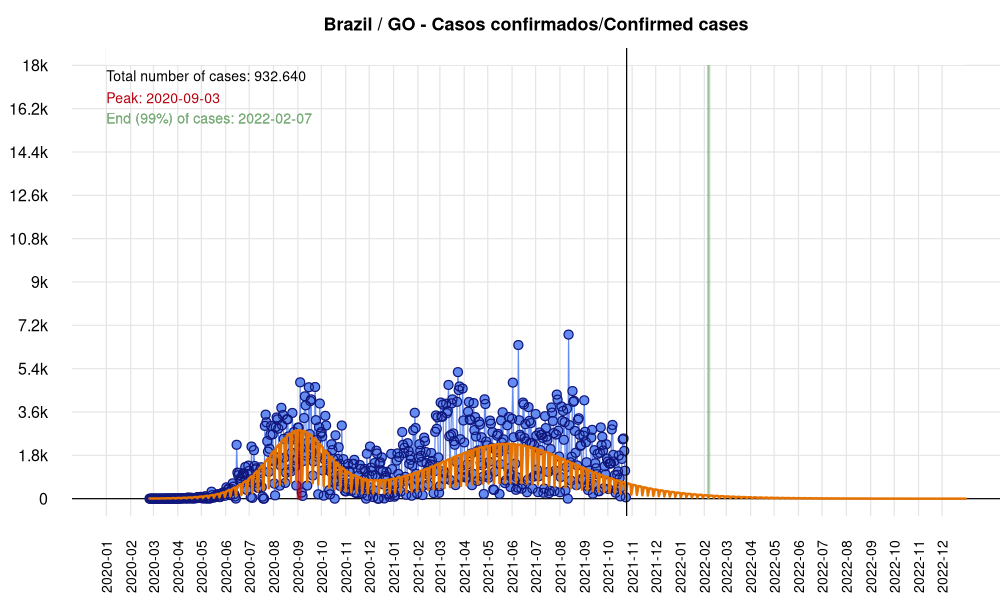 Brazil / GO - Casos confirmados/Confirmed cases
Total number of cases: 932.640
Peak: 2020-09-03
End (99%) of cases: 2022-02-07
18k
16.2k
14.4k
12.6k
10.8k
9k
7.2k
5.4k
3.6k
1.8k
0
2020-01
2020-02
2020-03
2020-04
2020-05
2020-06
2020-07
2020-08
2020-09
2020-10
2020-11
2020-12
2021-01
2021-02
2021-03
2021-04
2021-05
2021-06
2021-07
2021-08
2021-09
2021-10
2021-11
2021-12
2022-01
2022-02
2022-03
2022-04
2022-05
2022-06
2022-07
2022-08
2022-09
2022-10
2022-11
2022-12